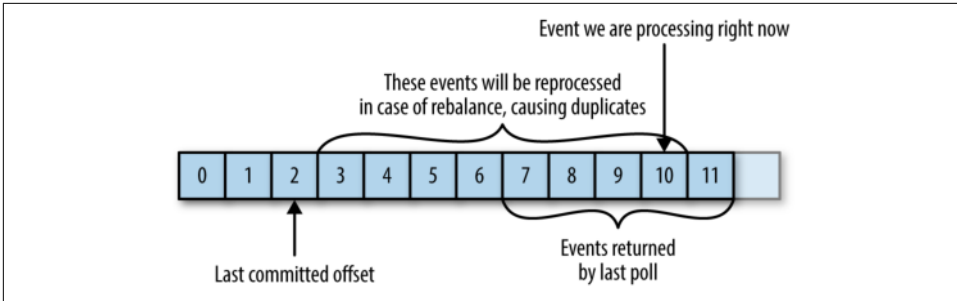 Event we are processing right now
These events will be reprocessed
in case of rebalance, causing duplicates
0 1 2 3 4 5 6 7 8 9 10 11
Last committed offset
Events returned
by last poll